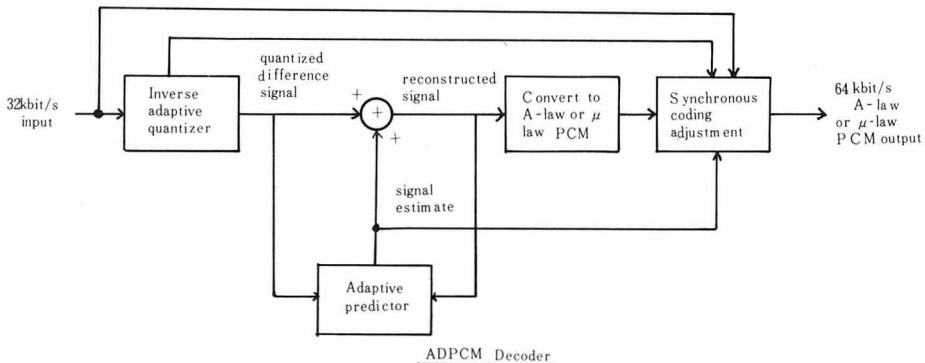 32kbit/s
input
Inverse
adaptive
quantizer
quantized
difference
signal
+
+
+
reconstructed
signal
Convert to
A-law or μ
law PCM
Synchronous
coding
adjustment
64 kbit/s
A-law
or μ-law
PCM output
signal
estimate
Adaptive
predictor
ADPCM Decoder